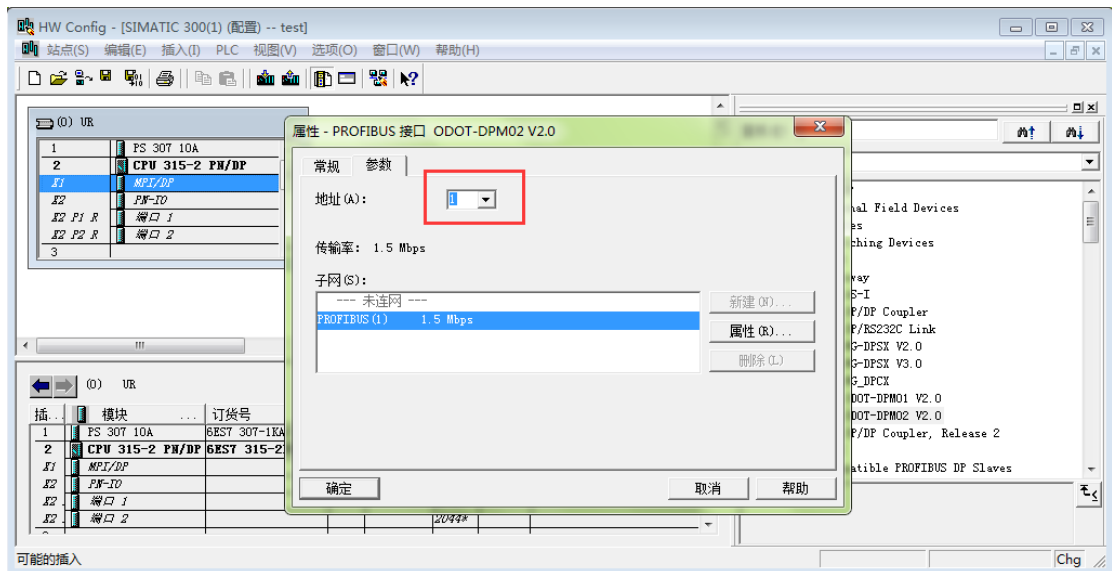 HW Config - [SIMATIC 300(1) (配置) -- test]
站点(S) 编辑(E) 插入(I) PLC 视图(V) 选项(O) 窗口(W) 帮助(H)
(0) UR
1 PS 307 10A
2 CPU 315-2 PN/DP
X1 MPI/DP
X2 PN-IO
X2 P1 R 端口 1
X2 P2 R 端口 2
3
属性 - PROFIBUS 接口 ODOT-DPM02 V2.0
常规 参数
地址(A): 1
传输率: 1.5 Mbps
子网(S):
--- 未连网 ---
PROFIBUS(1) 1.5 Mbps
新建(N)...
属性(R)...
删除(L)
确定 取消 帮助
nal Field Devices
es
ching Devices
way
S-I
P/DP Coupler
P/RS232C Link
G-DPSX V2.0
G-DPSX V3.0
G_DPCX
DOT-DPM01 V2.0
DOT-DPM02 V2.0
P/DP Coupler, Release 2
atible PROFIBUS DP Slaves
(0) UR
插... 模块 ... 订货号
1 PS 307 10A 6ES7 307-1KA
2 CPU 315-2 PN/DP 6ES7 315-2
X1 MPI/DP
X2 PN-IO
X2 端口 1
X2 端口 2 2044*
可能的插入
Chg